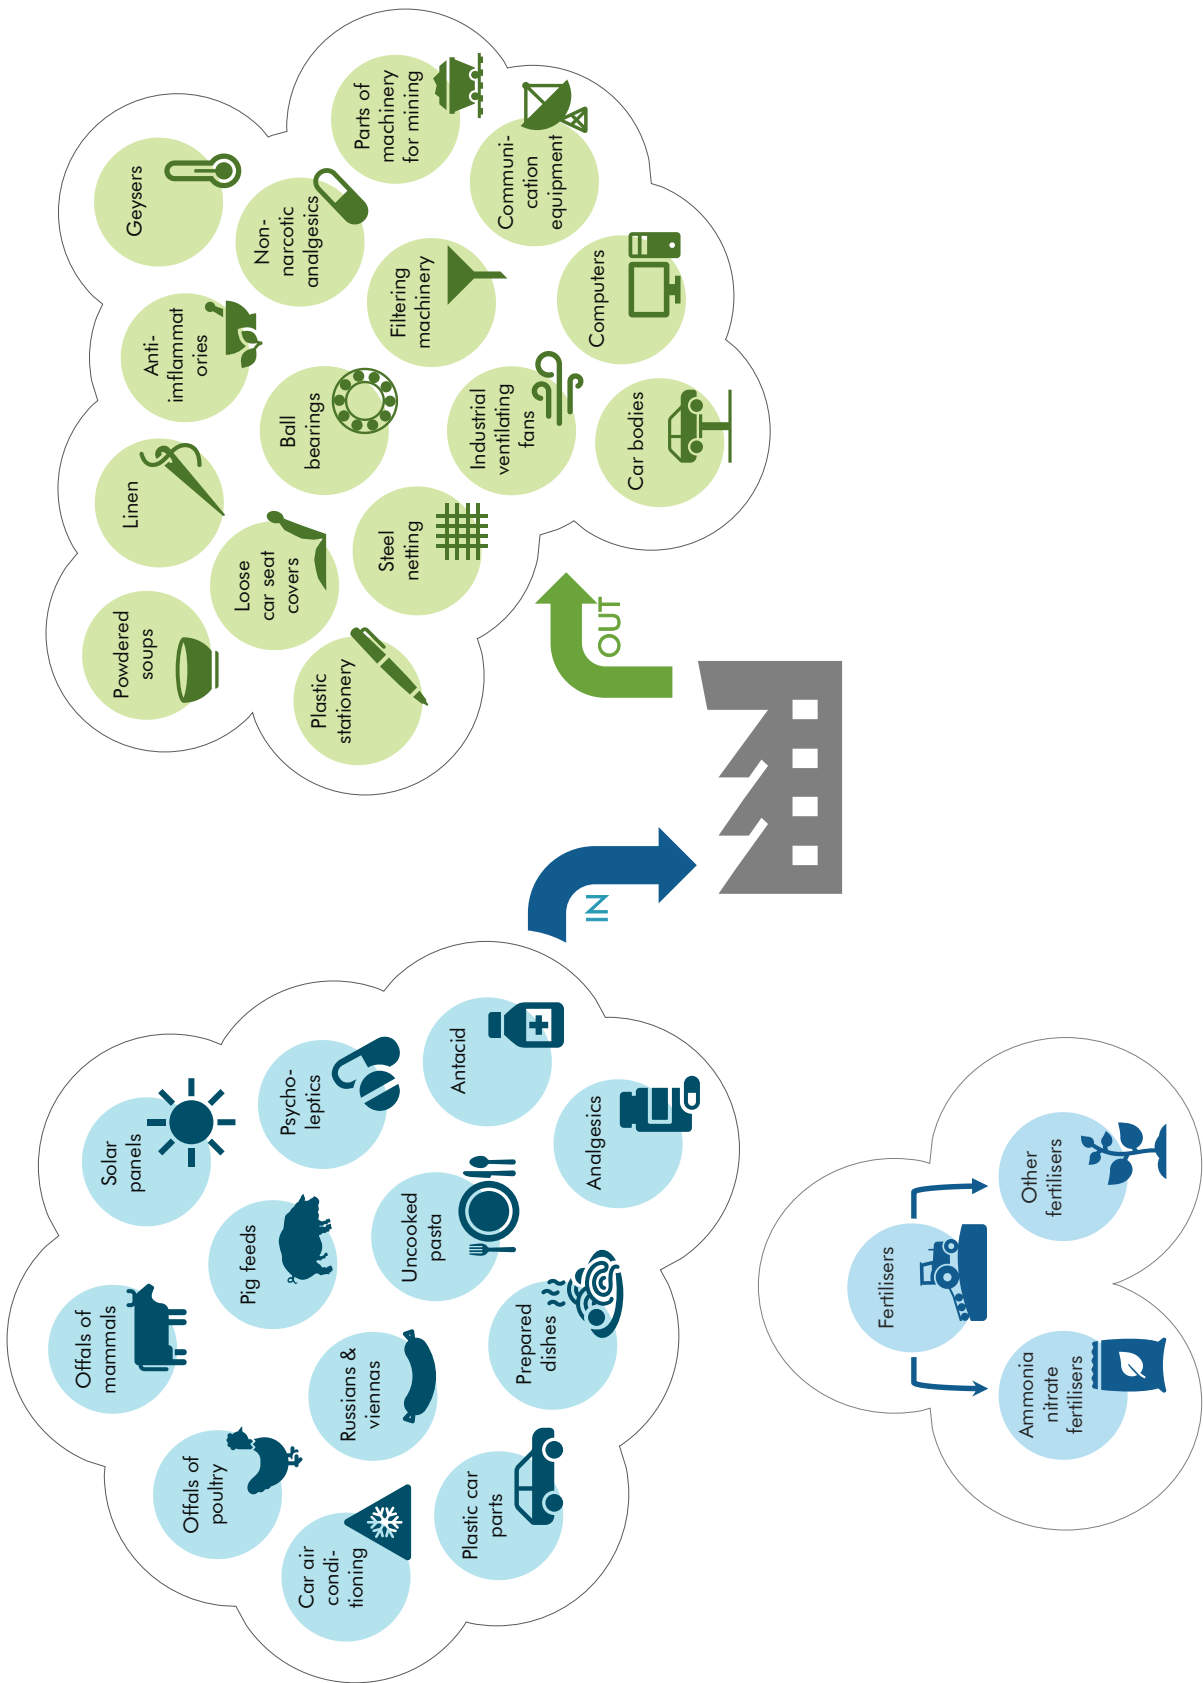 Offals of
mammals
Solar
panels
Offals of
poultry
Pig feeds
Psycho-
leptics
Car air
condi-
tioning
Russians &
viennas
Uncooked
pasta
Antacid
Plastic car
parts
Prepared
dishes
Analgesics
IN
OUT
Powdered
soups
Linen
Anti-
imflammat
ories
Geysers
Loose
car seat
covers
Ball
bearings
Non-
narcotic
analgesics
Plastic
stationery
Steel
netting
Filtering
machinery
Parts of
machinery
for mining
Industrial
ventilating
fans
Communi-
cation
equipment
Computers
Car bodies
Fertilisers
Ammonia
nitrate
fertilisers
Other
fertilisers